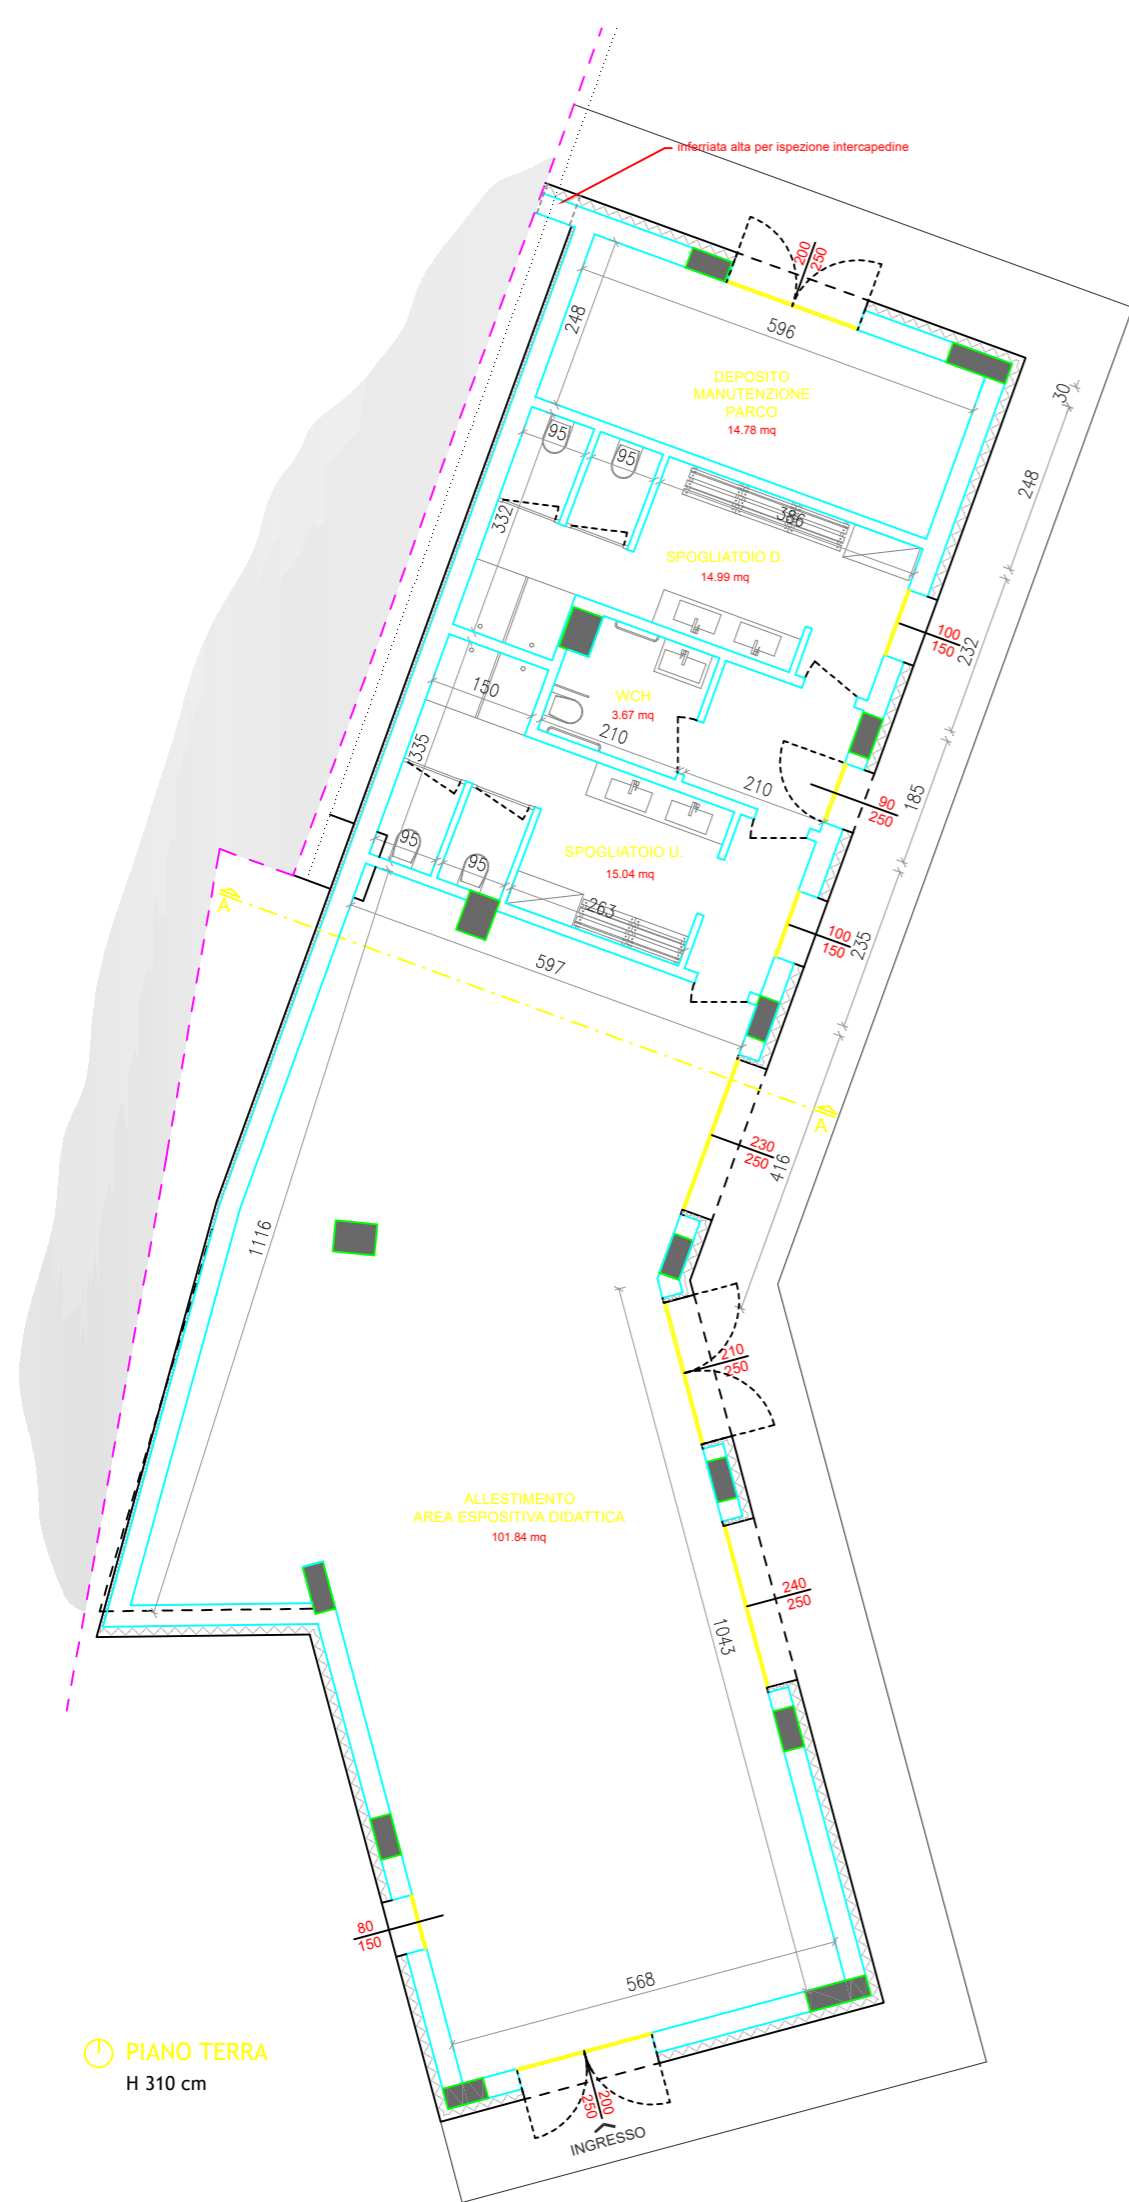 inferriata alta per ispezione intercapedine
200
250
596
248
DEPOSITO
MANUTENZIONE
PARCO
14.78 mq
30
248
95
95
386
332
SPOGLIATOIO D.
14.99 mq
100
150
232
WCH
3.67 mq
150
210
335
210
90
250
185
95
95
SPOGLIATOIO U.
15.04 mq
263
100
150
235
A
597
A
230
250
416
1116
210
250
ALLESTIMENTO
AREA ESPOSITIVA DIDATTICA
101.84 mq
240
250
1043
80
150
568
PIANO TERRA
H 310 cm
200
250
INGRESSO